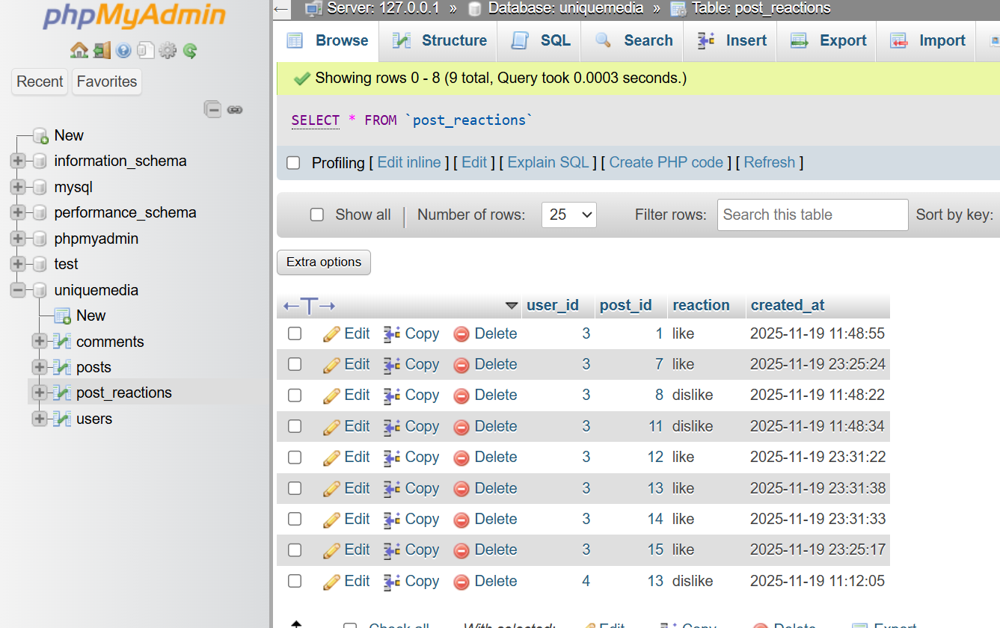 phpMyAdmin
Recent Favorites
New
information_schema
mysql
performance_schema
phpmyadmin
test
uniquemedia
New
comments
posts
post_reactions
users
Server: 127.0.0.1 » Database: uniquemedia » Table: post_reactions
Browse Structure SQL Search Insert Export Import
Showing rows 0 - 8 (9 total, Query took 0.0003 seconds.)
SELECT * FROM `post_reactions`
Profiling [ Edit inline ] [ Edit ] [ Explain SQL ] [ Create PHP code ] [ Refresh ]
Show all | Number of rows: 25 Filter rows: Search this table Sort by key:
Extra options
←T→ user_id post_id reaction created_at
Edit Copy Delete 3 1 like 2025-11-19 11:48:55
Edit Copy Delete 3 7 like 2025-11-19 23:25:24
Edit Copy Delete 3 8 dislike 2025-11-19 11:48:22
Edit Copy Delete 3 11 dislike 2025-11-19 11:48:34
Edit Copy Delete 3 12 like 2025-11-19 23:31:22
Edit Copy Delete 3 13 like 2025-11-19 23:31:38
Edit Copy Delete 3 14 like 2025-11-19 23:31:33
Edit Copy Delete 3 15 like 2025-11-19 23:25:17
Edit Copy Delete 4 13 dislike 2025-11-19 11:12:05
Check all With selected: Edit Copy Delete Export